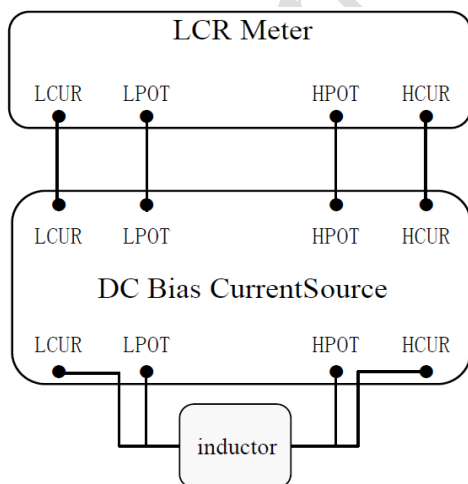 LCR Meter
LCUR LPOT HPOT HCUR
LCUR LPOT HPOT HCUR
DC Bias CurrentSource
LCUR LPOT HPOT HCUR
inductor